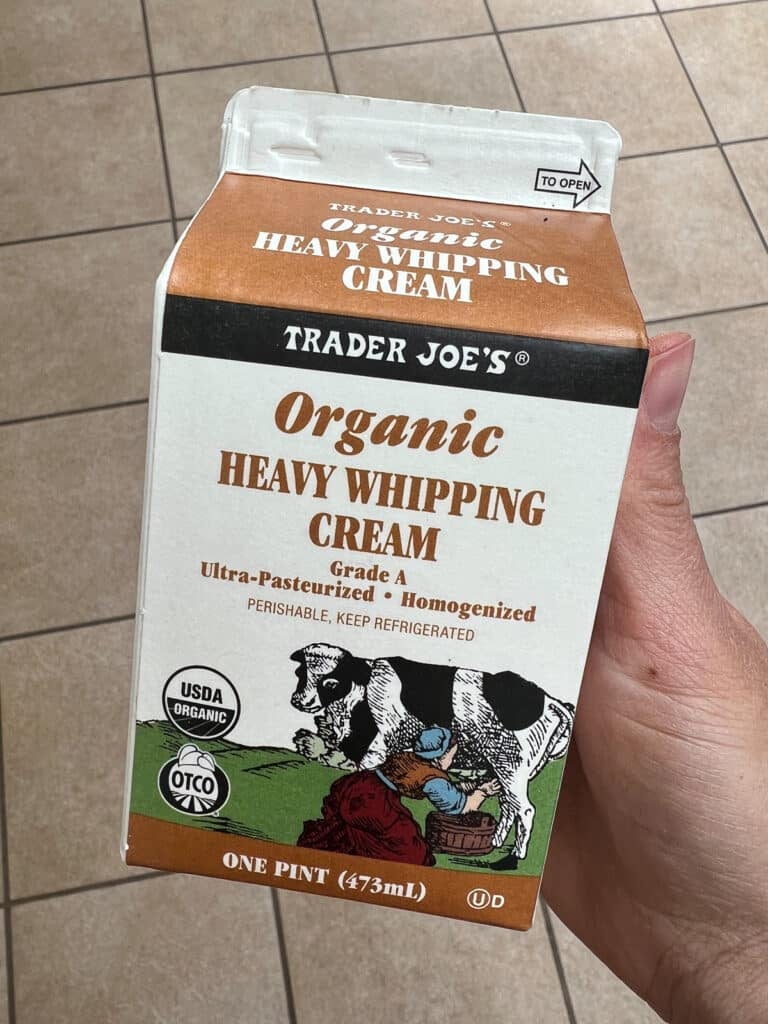 TO OPEN
TRADER JOE'S®
Organic
HEAVY WHIPPING
CREAM
TRADER JOE'S®
Organic
HEAVY WHIPPING
CREAM
Grade A
Ultra-Pasteurized • Homogenized
PERISHABLE, KEEP REFRIGERATED
USDA
ORGANIC
OTCO
ONE PINT (473mL)
Ⓤ D